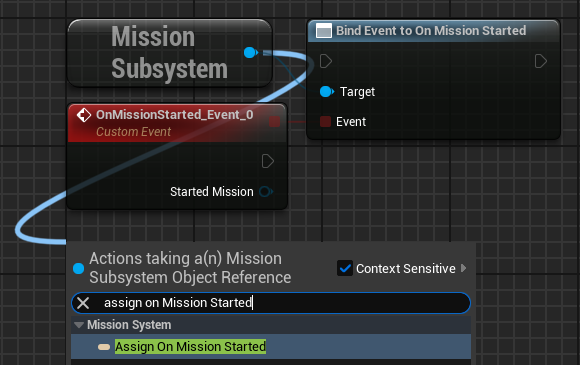 Mission
Subsystem
Bind Event to On Mission Started
Target
Event
OnMissionStarted_Event_0
Custom Event
Started Mission
Actions taking a(n) Mission
Subsystem Object Reference
Context Sensitive
assign on Mission Started
Mission System
Assign On Mission Started